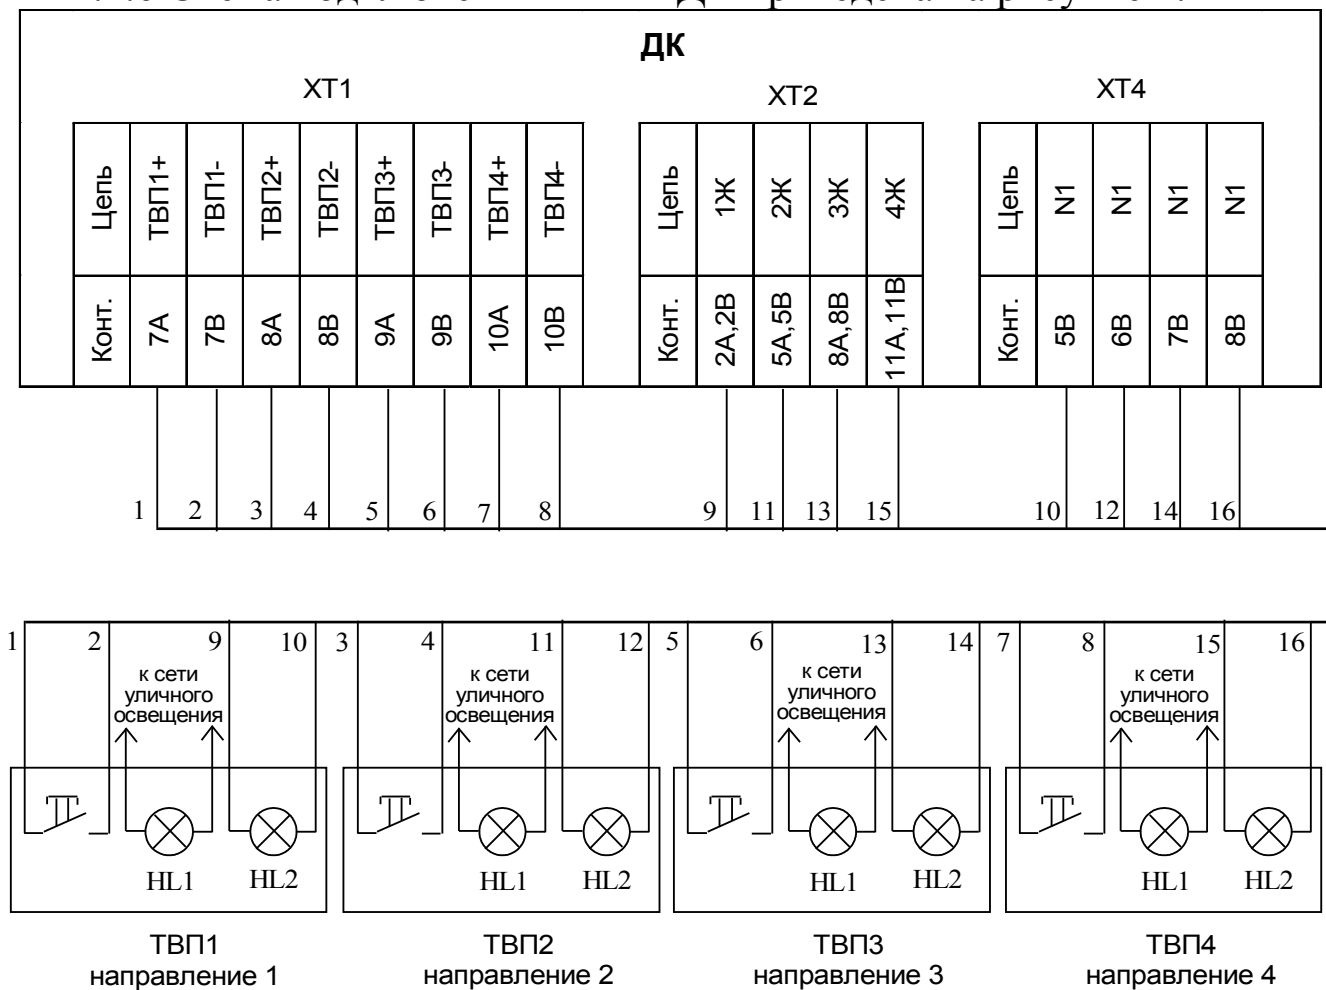 ДК
ХТ1
ХТ2
ХТ4
Цепь ТВП1+ ТВП1- ТВП2+ ТВП2- ТВП3+ ТВП3- ТВП4+ ТВП4-
Конт. 7А 7В 8А 8В 9А 9В 10А 10В
Цепь 1Ж 2Ж 3Ж 4Ж
Конт. 2А,2В 5А,5В 8А,8В 11А,11В
Цепь N1 N1 N1 N1
Конт. 5В 6В 7В 8В
1 2 3 4 5 6 7 8 9 11 13 15 10 12 14 16
1 2 9 10 3 4 11 12 5 6 13 14 7 8 15 16
к сети
уличного
освещения
к сети
уличного
освещения
к сети
уличного
освещения
к сети
уличного
освещения
HL1 HL2 HL1 HL2 HL1 HL2 HL1 HL2
ТВП1
направление 1
ТВП2
направление 2
ТВП3
направление 3
ТВП4
направление 4